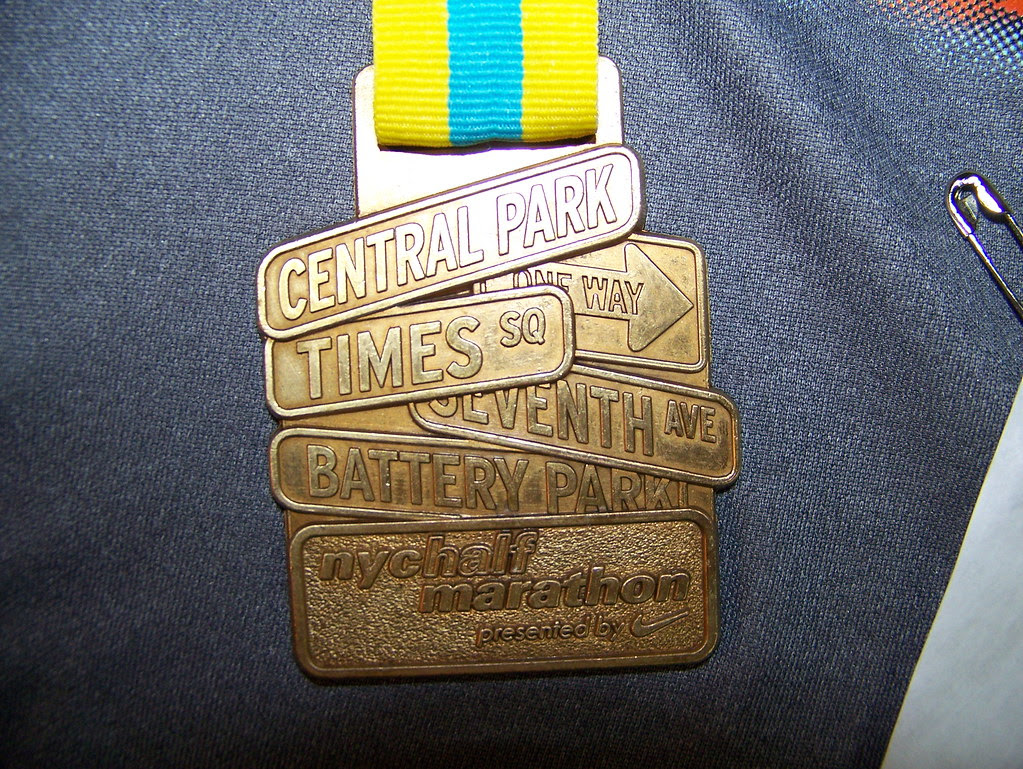 CENTRAL PARK
ONE WAY
TIMES SQ
SEVENTH AVE
BATTERY PARK
nychalf
marathon
presented by